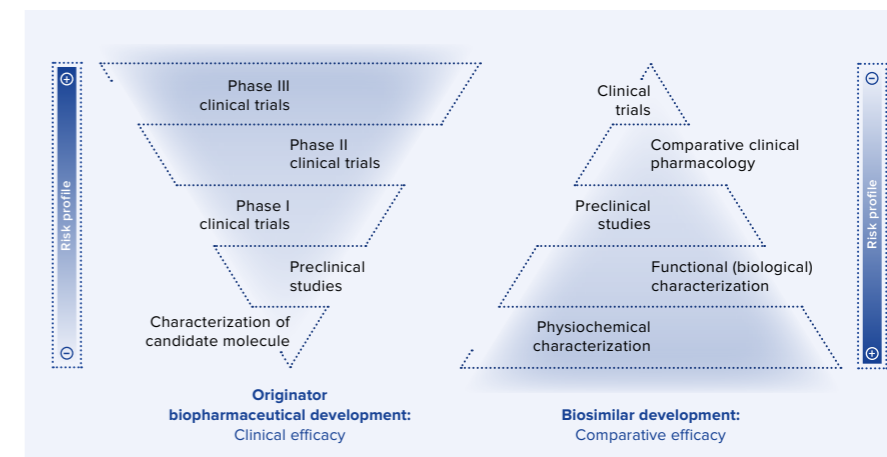 Risk profile
Phase III
clinical trials
Phase II
clinical trials
Phase I
clinical trials
Preclinical
studies
Characterization of
candidate molecule
Originator
biopharmaceutical development:
Clinical efficacy
Clinical
trials
Comparative clinical
pharmacology
Preclinical
studies
Functional (biological)
characterization
Physiochemical
characterization
Biosimilar development:
Comparative efficacy
Risk profile